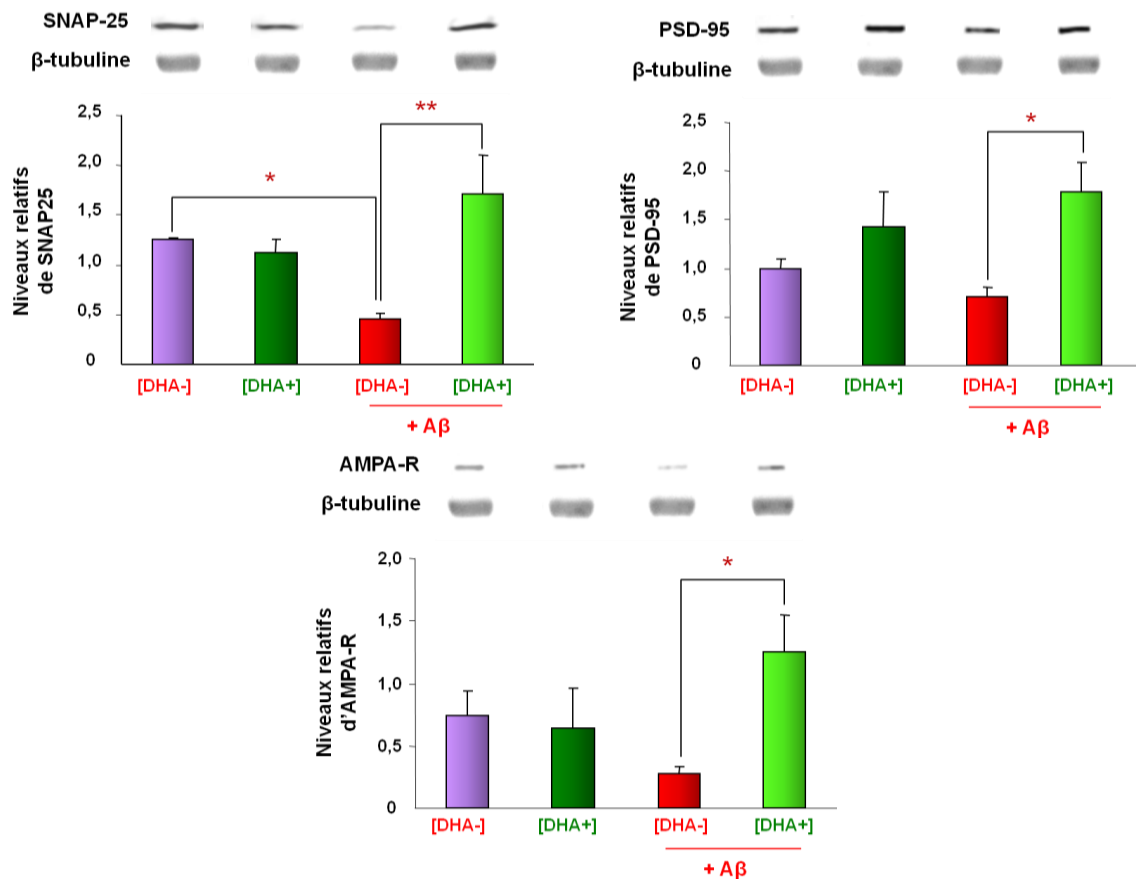 SNAP-25
β-tubuline
2,5
2,0
1,5
1,0
0,5
0
Niveaux relatifs
de SNAP25
*
**
[DHA-]
[DHA+]
[DHA-]
[DHA+]
+ Aβ
PSD-95
β-tubuline
2,5
2,0
1,5
1,0
0,5
0
Niveaux relatifs
de PSD-95
*
[DHA-]
[DHA+]
[DHA-]
[DHA+]
+ Aβ
AMPA-R
β-tubuline
2,0
1,5
1,0
0,5
0
Niveaux relatifs
d'AMPA-R
*
[DHA-]
[DHA+]
[DHA-]
[DHA+]
+ Aβ